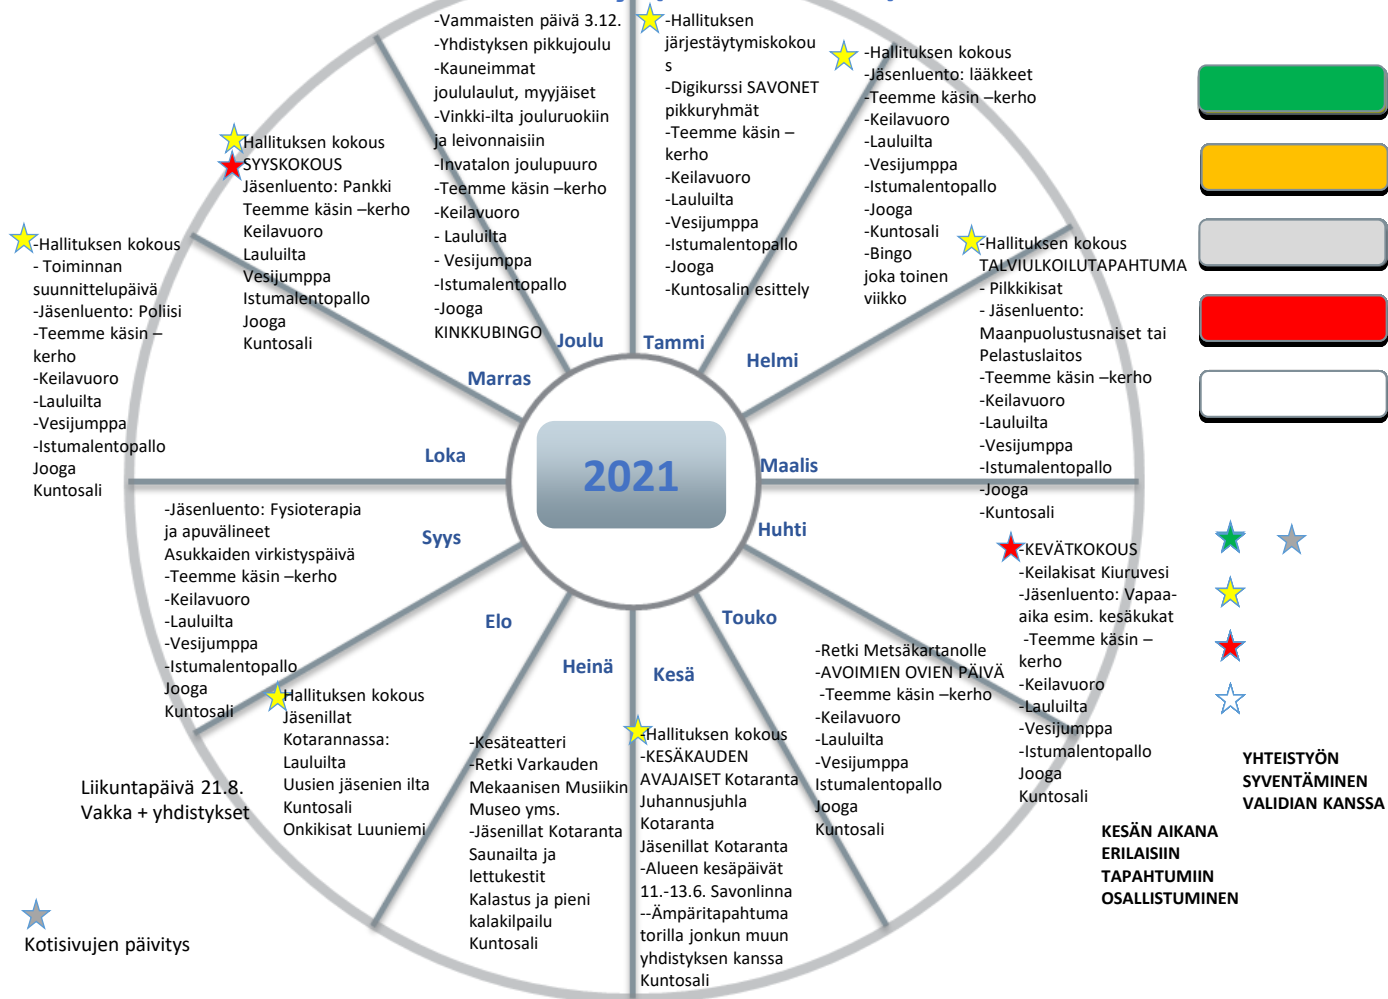 -Vammaisten päivä 3.12.
-Yhdistyksen pikkujoulu
-Kauneimmat
joululaulut, myyjäiset
-Vinkki-ilta jouluruokiin
ja leivonnaisiin
-Invatalon joulupuuro
-Teemme käsin –kerho
-Keilavuoro
- Lauluilta
- Vesijumppa
-Istumalentopallo
-Jooga
KINKKUBINGO
Joulu
-Hallituksen
järjestäytymiskokou
s
-Digikurssi SAVONET
pikkuryhmät
-Teemme käsin –
kerho
-Keilavuoro
-Lauluilta
-Vesijumppa
-Istumalentopallo
-Jooga
-Kuntosalin esittely
Tammi
-Hallituksen kokous
-Jäsenluento: lääkkeet
-Teemme käsin –kerho
-Keilavuoro
-Lauluilta
-Vesijumppa
-Istumalentopallo
-Jooga
-Kuntosali
-Bingo
joka toinen
viikko
Helmi
-Hallituksen kokous
TALVIULKOILUTAPAHTUMA
- Pilkkikisat
- Jäsenluento:
Maanpuolustusnaiset tai
Pelastuslaitos
-Teemme käsin –kerho
-Keilavuoro
-Lauluilta
-Vesijumppa
-Istumalentopallo
-Jooga
-Kuntosali
Maalis
Hallituksen kokous
SYYSKOKOUS
Jäsenluento: Pankki
Teemme käsin –kerho
Keilavuoro
Lauluilta
Vesijumppa
Istumalentopallo
Jooga
Kuntosali
Marras
-Hallituksen kokous
- Toiminnan
suunnittelupäivä
-Jäsenluento: Poliisi
-Teemme käsin –
kerho
-Keilavuoro
-Lauluilta
-Vesijumppa
-Istumalentopallo
Jooga
Kuntosali
Loka
2021
-Jäsenluento: Fysioterapia
ja apuvälineet
Asukkaiden virkistyspäivä
-Teemme käsin –kerho
-Keilavuoro
-Lauluilta
-Vesijumppa
-Istumalentopallo
Jooga
Kuntosali
Syys
Huhti
-KEVÄTKOKOUS
-Keilakisat Kiuruvesi
-Jäsenluento: Vapaa-
aika esim. kesäkukat
-Teemme käsin –
kerho
-Keilavuoro
-Lauluilta
-Vesijumppa
-Istumalentopallo
Jooga
Kuntosali
Elo
Hallituksen kokous
Jäsenillat
Kotarannassa:
Lauluilta
Uusien jäsenien ilta
Kuntosali
Onkikisat Luuniemi
Liikuntapäivä 21.8.
Vakka + yhdistykset
Heinä
-Kesäteatteri
-Retki Varkauden
Mekaanisen Musiikin
Museo yms.
-Jäsenillat Kotaranta
Saunailta ja
lettukestit
Kalastus ja pieni
kalakilpailu
Kuntosali
Kesä
-Hallituksen kokous
-KESÄKAUDEN
AVAJAISET Kotaranta
Juhannusjuhla
Kotaranta
Jäsenillat Kotaranta
-Alueen kesäpäivät
11.-13.6. Savonlinna
--Ämpäritapahtuma
torilla jonkun muun
yhdistyksen kanssa
Kuntosali
Touko
-Retki Metsäkartanolle
-AVOIMIEN OVIEN PÄIVÄ
-Teemme käsin –kerho
-Keilavuoro
-Lauluilta
-Vesijumppa
Istumalentopallo
Jooga
Kuntosali
YHTEISTYÖN
SYVENTÄMINEN
VALIDIAN KANSSA
KESÄN AIKANA
ERILAISIIN
TAPAHTUMIIN
OSALLISTUMINEN
Kotisivujen päivitys